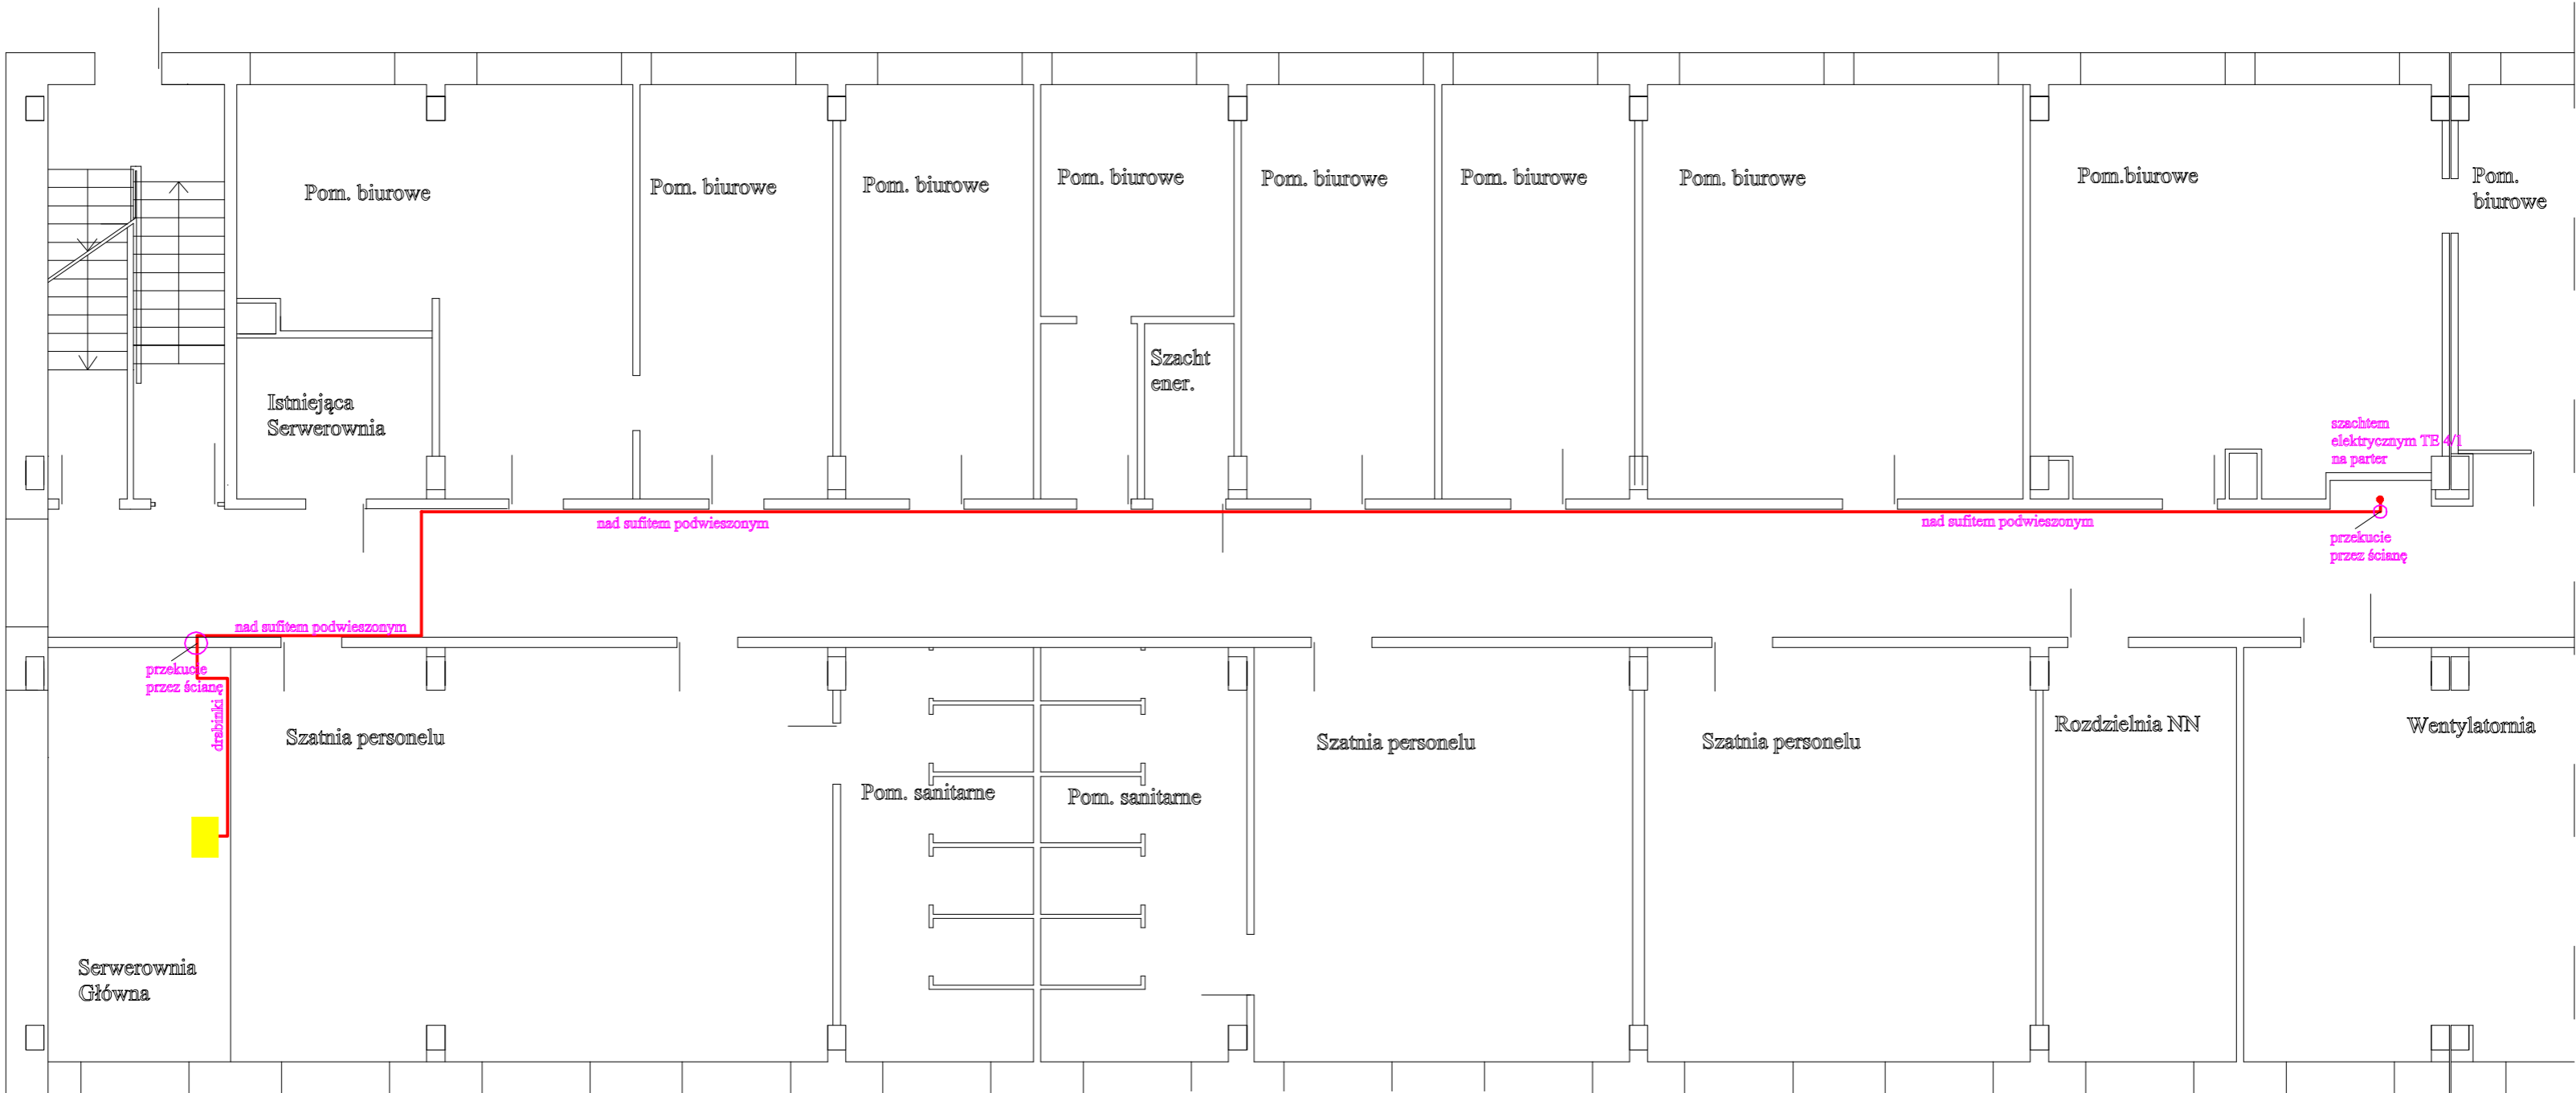 Pom. biurowe
Pom. biurowe
Pom. biurowe
Pom. biurowe
Pom. biurowe
Pom. biurowe
Pom. biurowe
Pom.biurowe
Pom.
biurowe
Szacht
ener.
Istniejąca
Serwerownia
szachtem
elektrycznym TE 4/1
na parter
nad sufitem podwieszonym
nad sufitem podwieszonym
przekucie
przez ścianę
nad sufitem podwieszonym
przekucie
przez ścianę
drabinki
Szatnia personelu
Pom. sanitarne
Pom. sanitarne
Szatnia personelu
Szatnia personelu
Rozdzielnia NN
Wentylatornia
Serwerownia
Główna